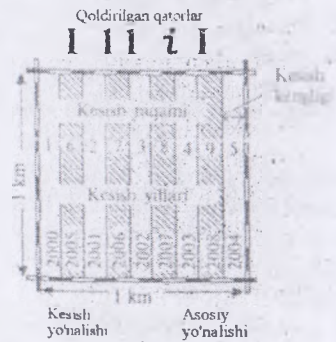 Qoldirilgan qatorlar
Kesish
kengligi
Kesish raqami
1 6 2 7 3 8 4 9 5
Kesish yillari
1 km
2000 2005 2001 2006 2002 2007 2003 2008 2004
1 km
Kesish
yo'nalishi
Asosiy
yo'nalishi